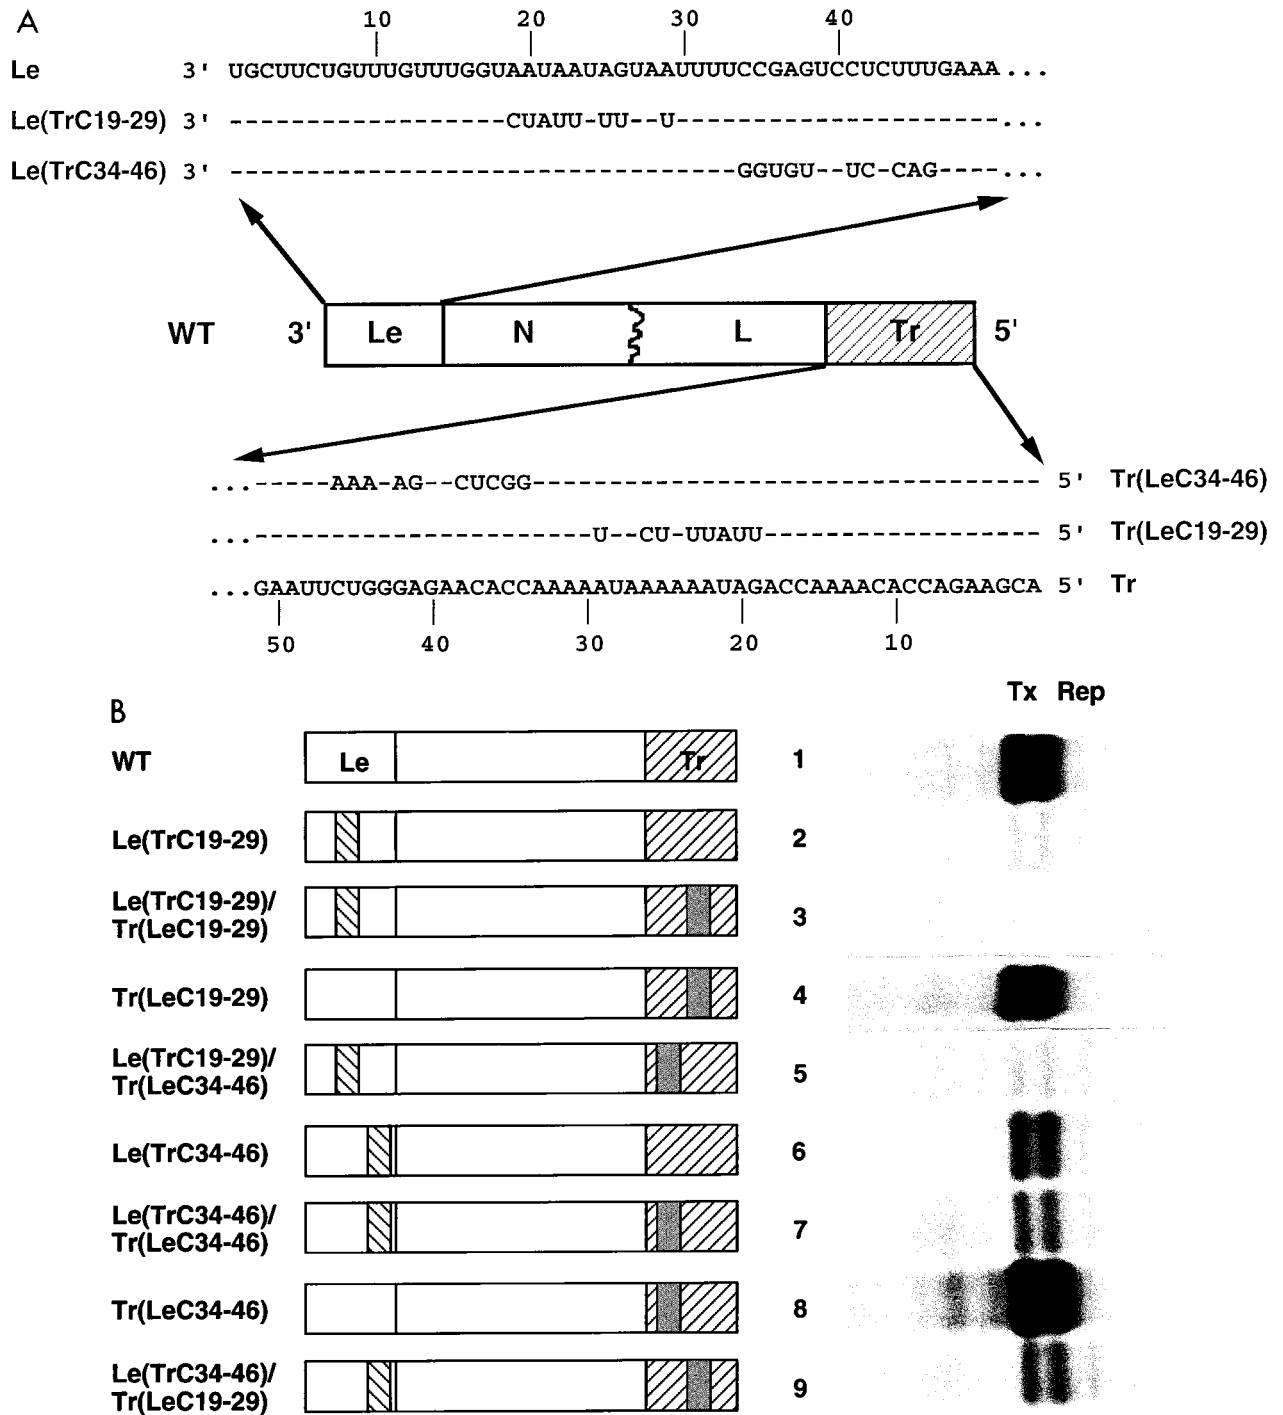 A
10 20 30 40
Le 3' UGCUUCUGUUUGUUUGGUAAUAAUAGUAAUUUUCCGAGUCCUCUUUGAAA...
Le(TrC19-29) 3' ------------------CUAUU-UU--U---------------------...
Le(TrC34-46) 3' ---------------------------------GGUGU--UC-CAG----...
WT 3' Le N L Tr 5'
...-----AAA-AG--CUCGG--------------------------------- 5' Tr(LeC34-46)
...----------------------U--CU-UUAUU------------------ 5' Tr(LeC19-29)
...GAAUUCUGGGAGAACACCAAAAAUAAAAAAUAGACCAAAACACCAGAAGCA 5' Tr
50 40 30 20 10
B
Tx Rep
WT Le Tr 1
Le(TrC19-29) 2
Le(TrC19-29)/
Tr(LeC19-29) 3
Tr(LeC19-29) 4
Le(TrC19-29)/
Tr(LeC34-46) 5
Le(TrC34-46) 6
Le(TrC34-46)/
Tr(LeC34-46) 7
Tr(LeC34-46) 8
Le(TrC34-46)/
Tr(LeC19-29) 9